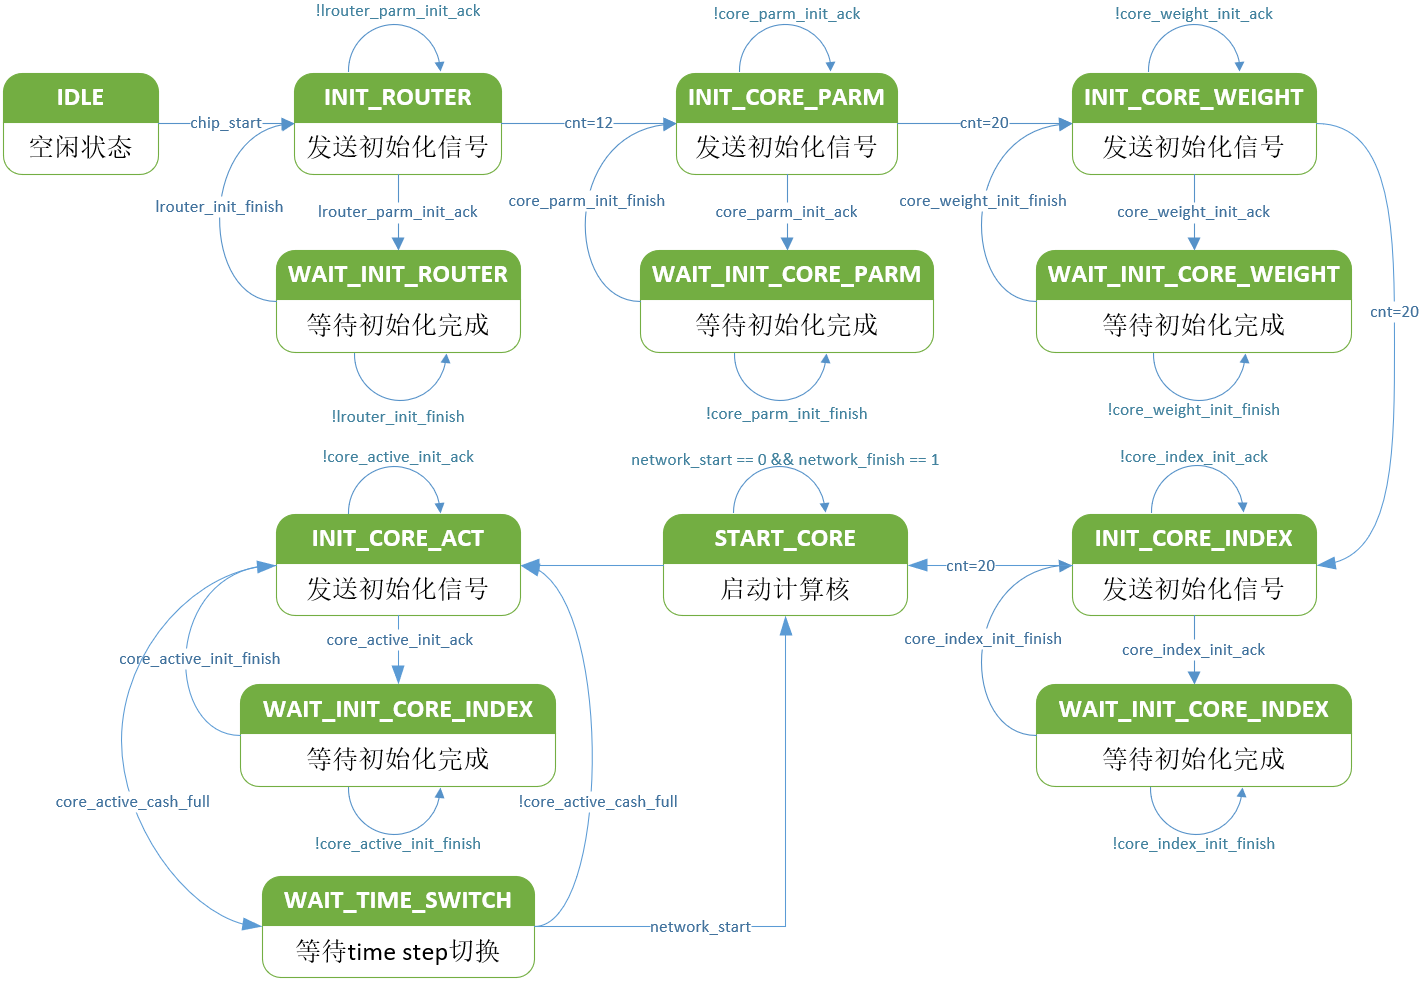 !lrouter_parm_init_ack
!core_parm_init_ack
!core_weight_init_ack
IDLE
空闲状态
chip_start
INIT_ROUTER
发送初始化信号
cnt=12
INIT_CORE_PARM
发送初始化信号
cnt=20
INIT_CORE_WEIGHT
发送初始化信号
lrouter_init_finish
lrouter_parm_init_ack
core_parm_init_finish
core_parm_init_ack
core_weight_init_finish
core_weight_init_ack
WAIT_INIT_ROUTER
等待初始化完成
WAIT_INIT_CORE_PARM
等待初始化完成
WAIT_INIT_CORE_WEIGHT
等待初始化完成
cnt=20
!lrouter_init_finish
!core_parm_init_finish
!core_weight_init_finish
!core_active_init_ack
network_start == 0 && network_finish == 1
!core_index_init_ack
INIT_CORE_ACT
发送初始化信号
START_CORE
启动计算核
cnt=20
INIT_CORE_INDEX
发送初始化信号
core_active_init_finish
core_active_init_ack
core_index_init_finish
core_index_init_ack
WAIT_INIT_CORE_INDEX
等待初始化完成
WAIT_INIT_CORE_INDEX
等待初始化完成
core_active_cash_full
!core_active_cash_full
!core_active_init_finish
!core_index_init_finish
WAIT_TIME_SWITCH
等待time step切换
network_start